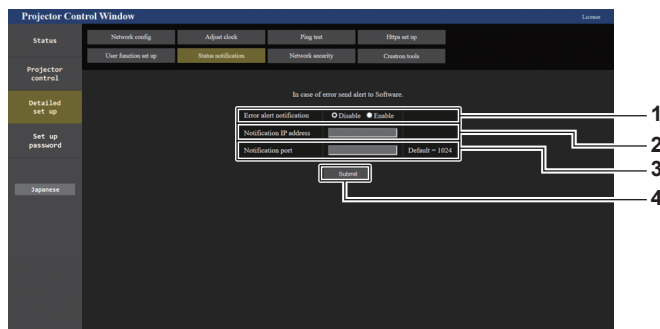 Projector Control Window
License
Status
Network config
Adjust clock
Ping test
Https set up
User function set up
Status notification
Network security
Crestron tools
Projector
control
Detailed
set up
Set up
password
Japanese
In case of error send alert to Software.
Error alert notification
Disable
Enable
1
Notification IP address
2
Notification port
Default = 1024
3
Submit
4